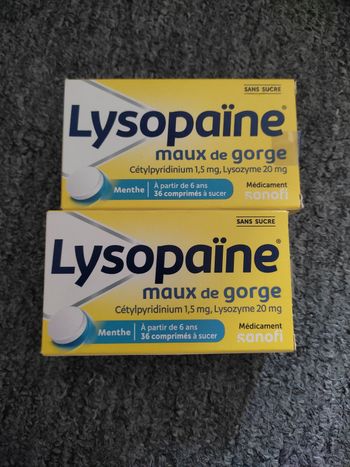 SANS SUCRE
Lysopaïne®
maux de gorge
Cétylpyridinium 1,5 mg, Lysozyme 20 mg
Menthe
À partir de 6 ans
36 comprimés à sucer
Médicament
sanofi
SANS SUCRE
Lysopaïne®
maux de gorge
Cétylpyridinium 1,5 mg, Lysozyme 20 mg
Menthe
À partir de 6 ans
36 comprimés à sucer
Médicament
sanofi